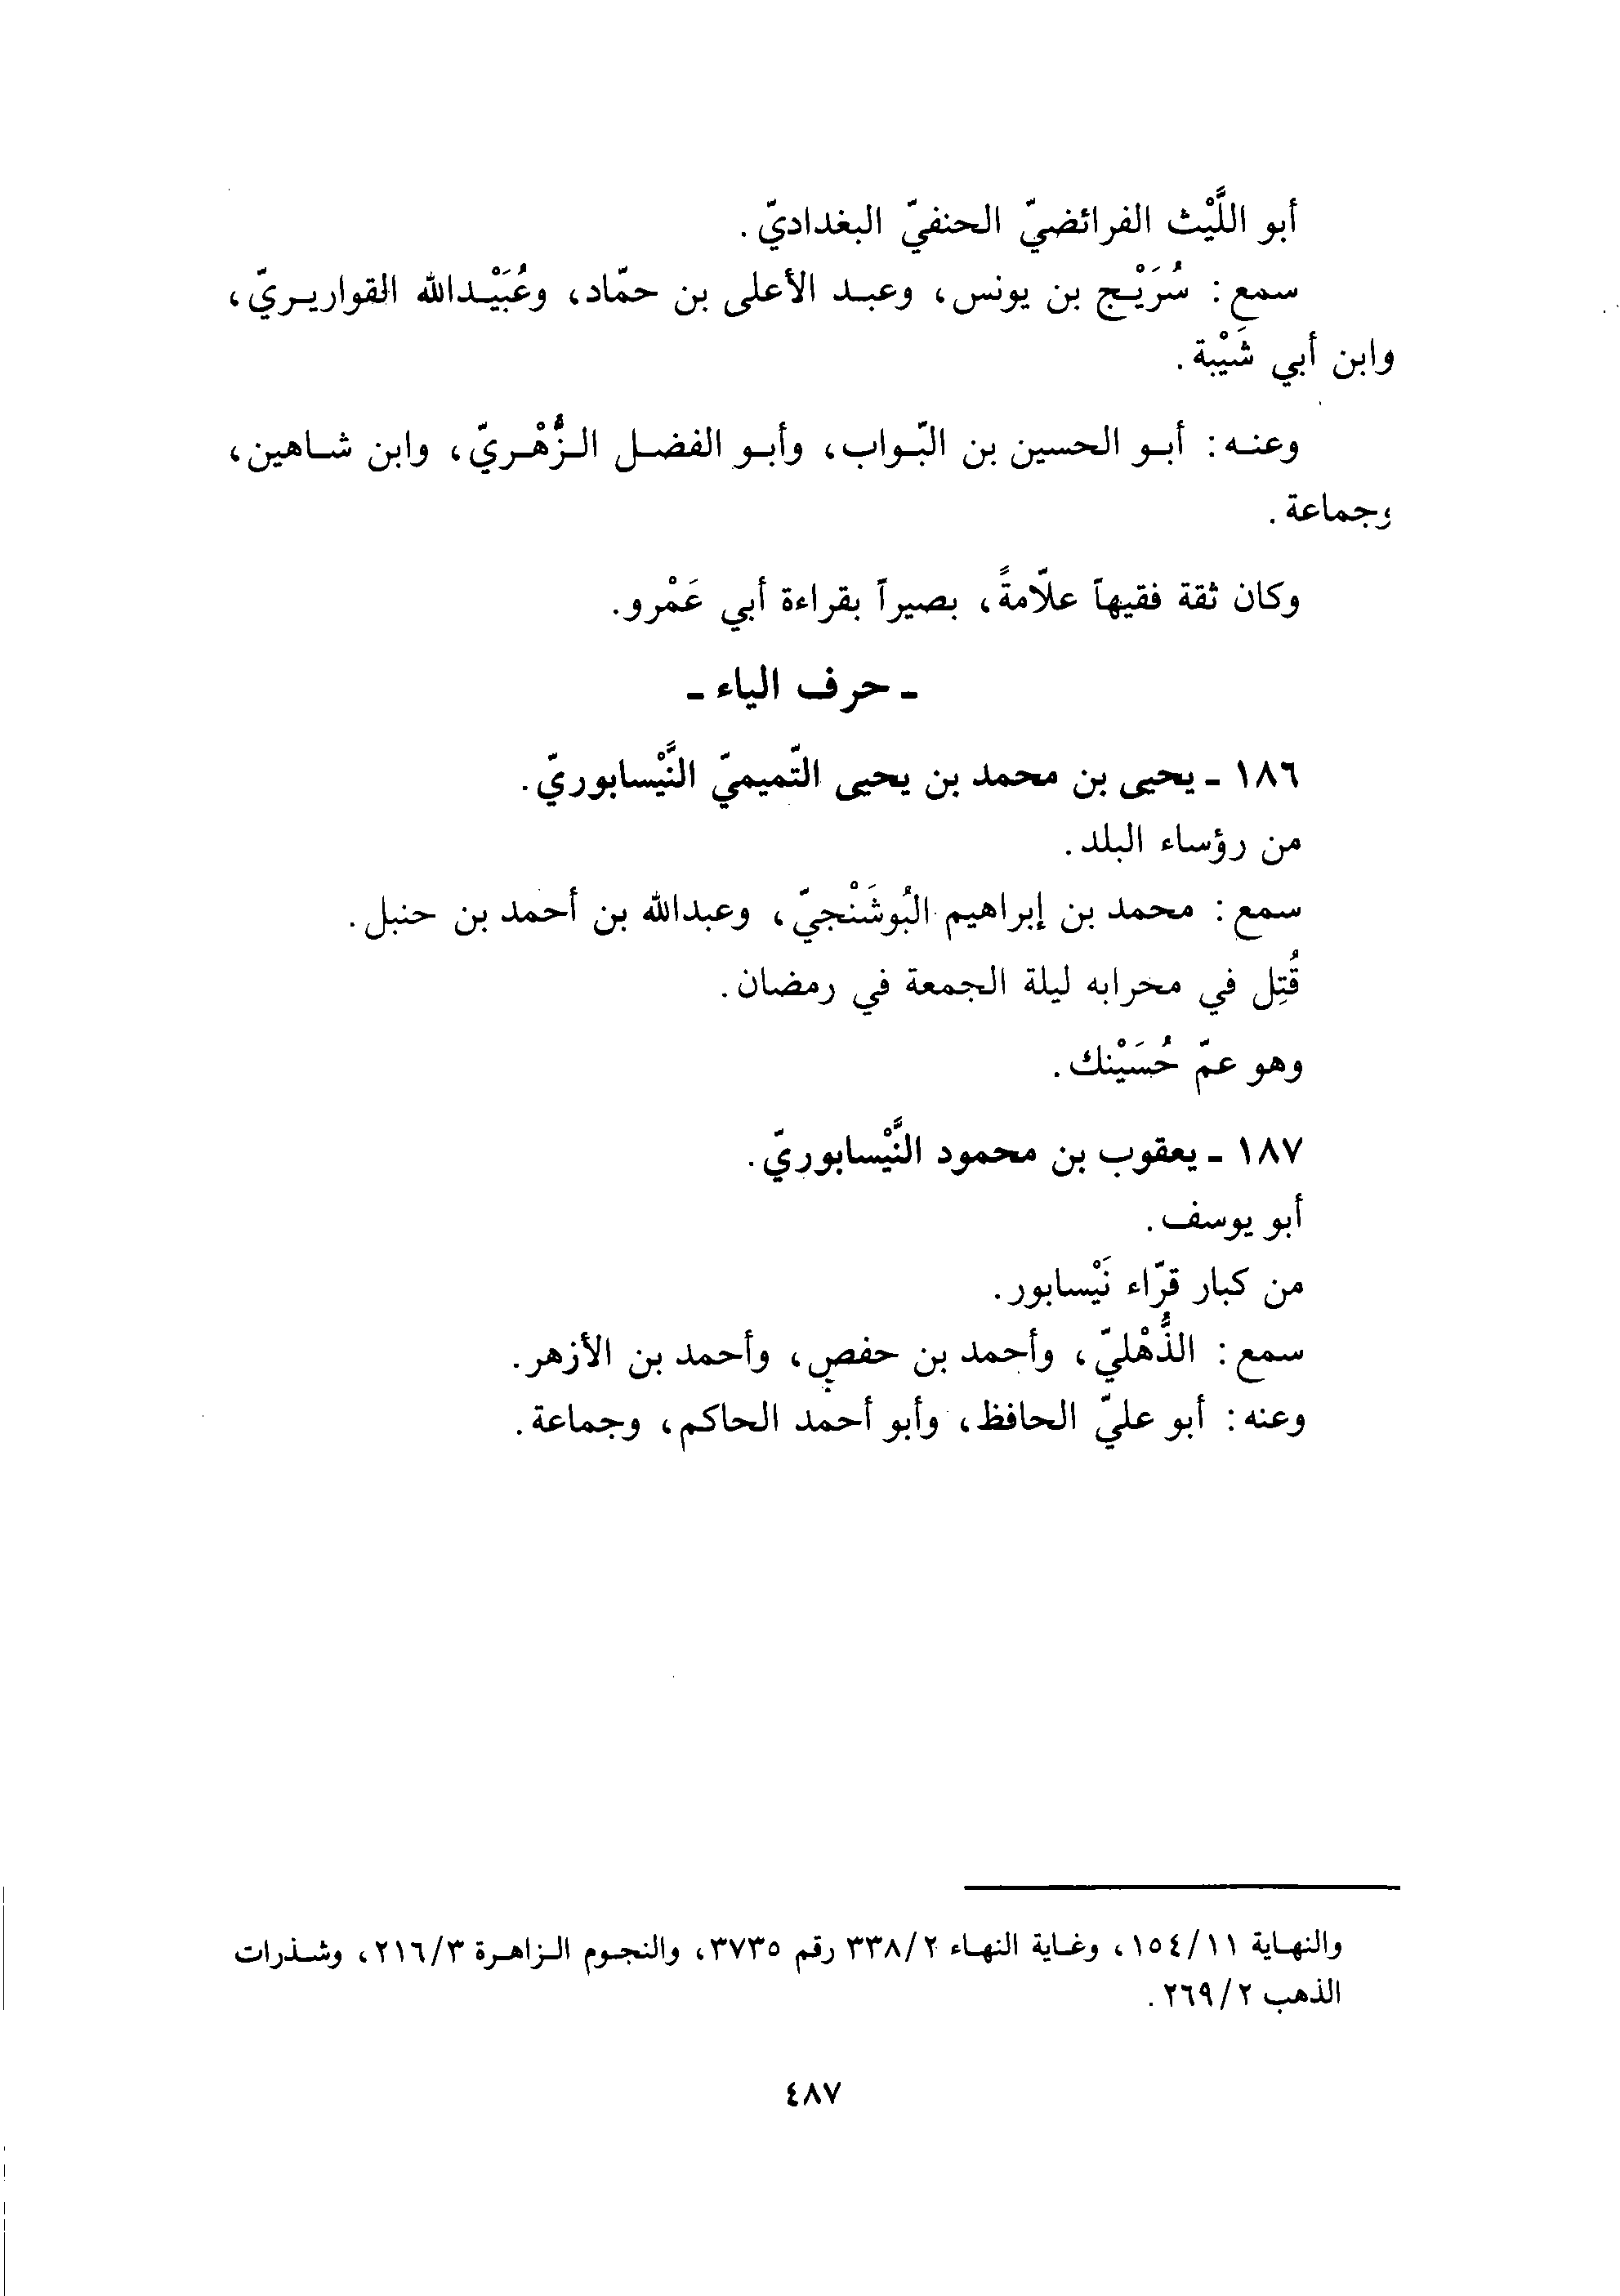 أبو اللَّيْث الفرائضيّ الحنفيّ البغداديّ.
سمع: سُرَيْج بن يونس، وعبد الأعلى بن حمّاد، وعُبَيْدالله القواريريّ،
وابن أبي شَيْبة.
وعنه: أبو الحسين بن البّواب، وأبو الفضل الزُّهْريّ، وابن شاهين،
وجماعة.
وكان ثقة فقيهاً علاّمةً، بصيراً بقراءة أبي عَمْرو.
- حرف الياء -
١٨٦ - يحيى بن محمد بن يحيى التّميميّ النَّيْسابوريّ.
من رؤساء البلد.
سمع: محمد بن إبراهيم البُوشَنْجيّ، وعبدالله بن أحمد بن حنبل.
قُتِل في محرابه ليلة الجمعة في رمضان.
وهو عمّ حُسَيْنك.
١٨٧ - يعقوب بن محمود النَّيْسابوريّ.
أبو يوسف.
من كبار قرّاء نَيْسابور.
سمع: الذُّهْليّ، وأحمد بن حفصٍ، وأحمد بن الأزهر.
وعنه: أبو عليّ الحافظ، وأبو أحمد الحاكم، وجماعة.
والنهاية ١٥٤/١١، وغاية النهاء ٣٣٨/٢ رقم ٣٧٣٥، والنجوم الزاهرة ٢١٦/٣، وشذرات
الذهب ٢٦٩/٢.
٤٨٧